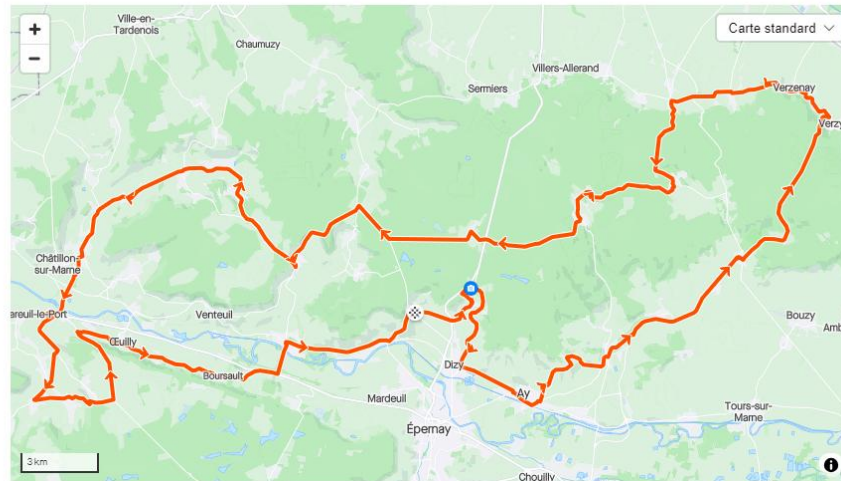 Ville-en-
Tardenois
Chaumuzy
+
−
Carte standard
Villers-Allerand
Sermiers
Verzenay
Verzy
Châtillon-
sur-Marne
areuil-le-Port
Venteuil
Œuilly
Boursault
Dizy
Bouzy
Amb
Mardeuil
Ay
Tours-sur-
Marne
Épernay
3 km
Chouilly
i